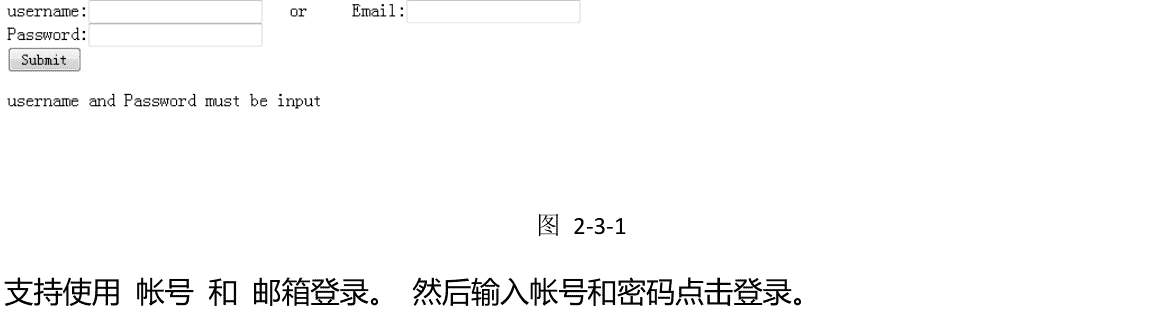 username: or Email:
Password:
Submit
username and Password must be input
图 2-3-1
支持使用 帐号 和 邮箱登录。 然后输入帐号和密码点击登录。